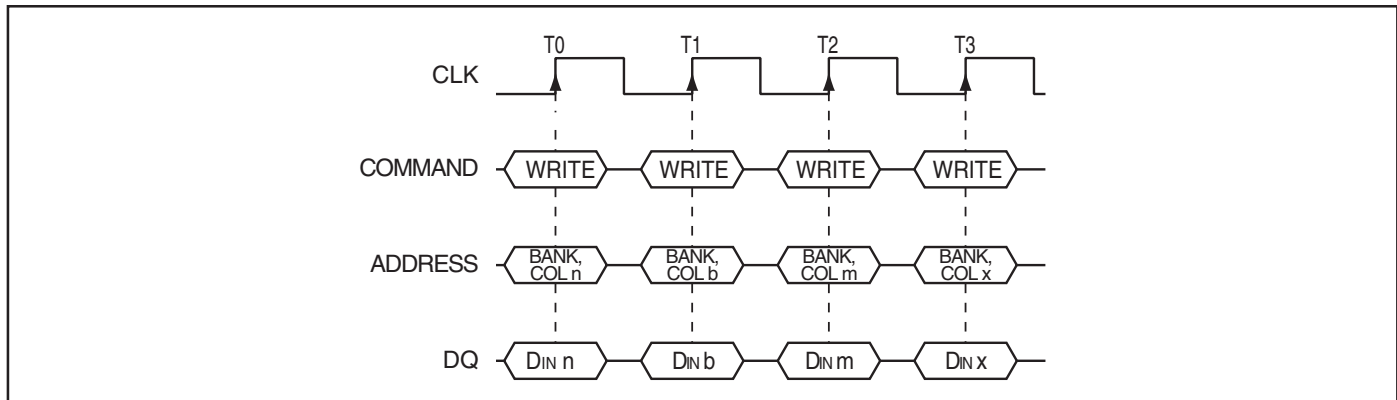 T0 T1 T2 T3
CLK
COMMAND WRITE WRITE WRITE WRITE
ADDRESS BANK, COL n BANK, COL b BANK, COL m BANK, COL x
DQ DIN n DIN b DIN m DIN x